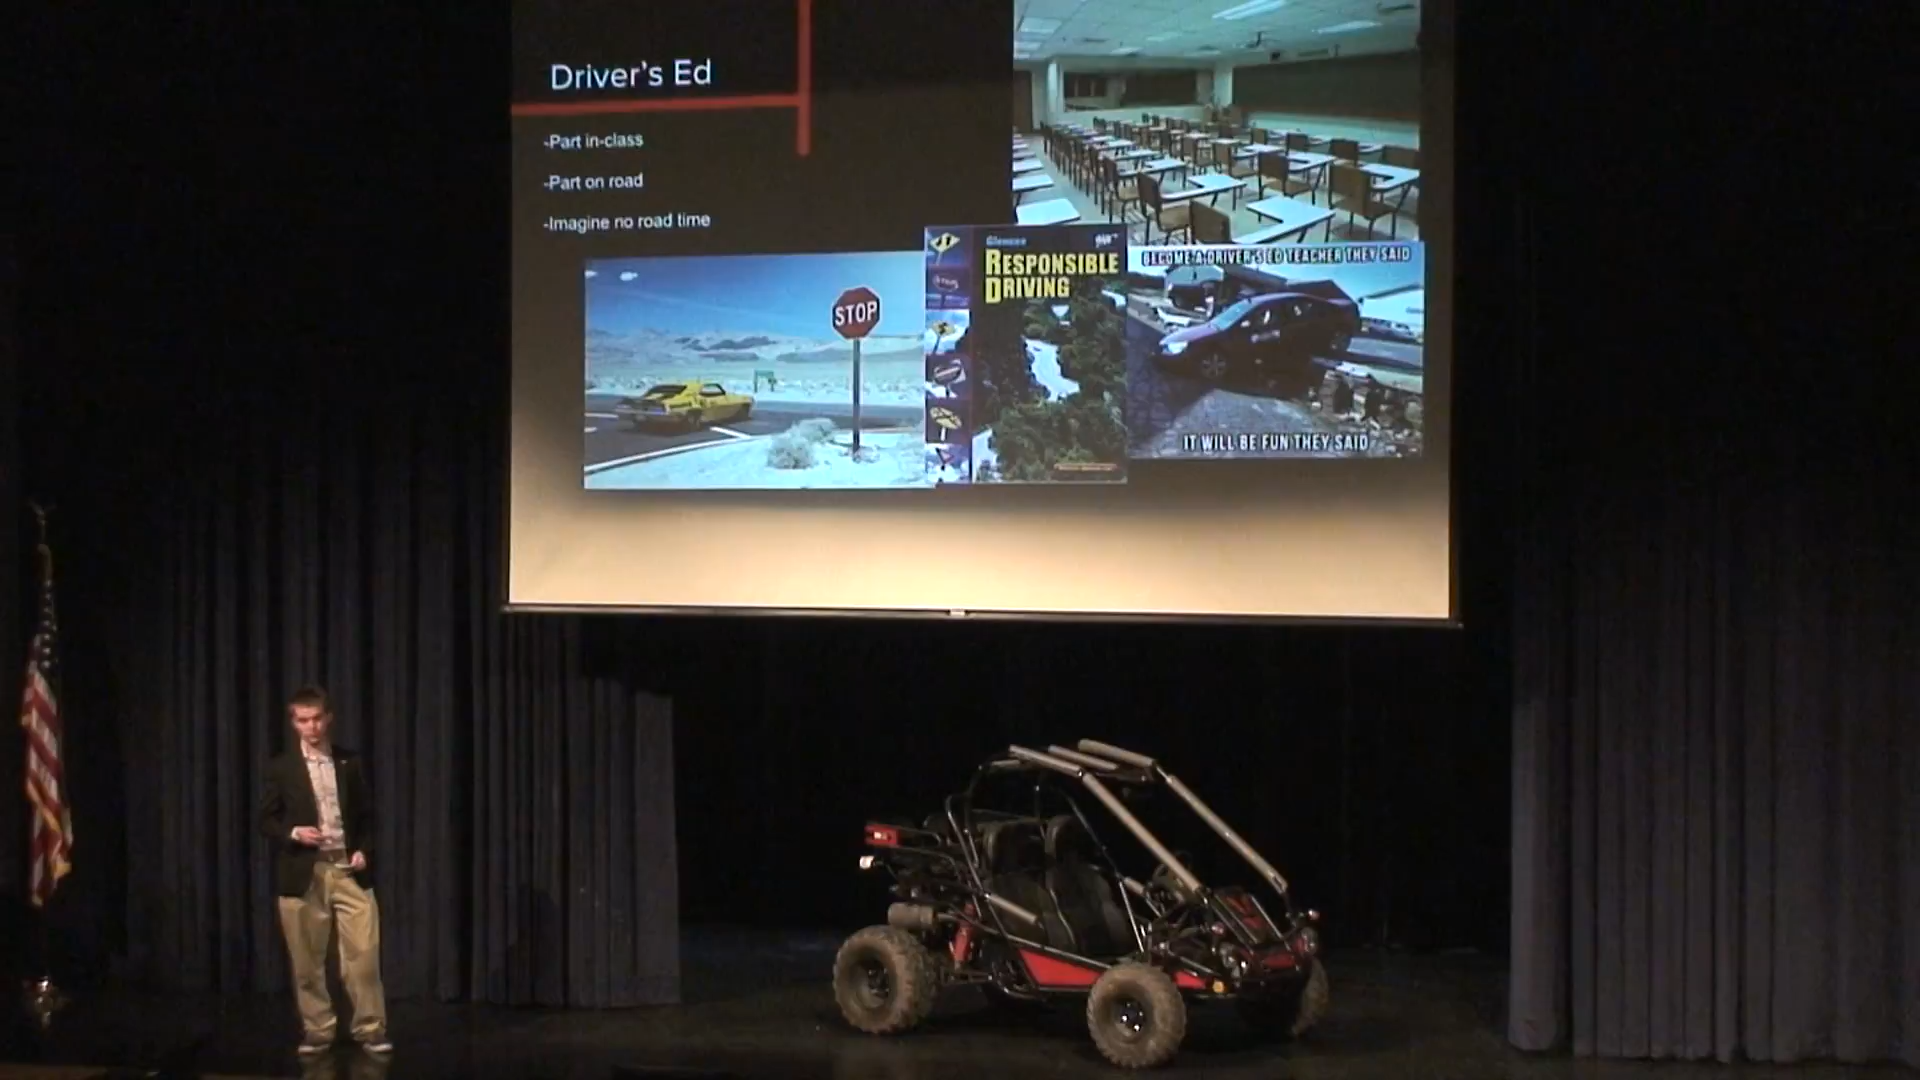 Driver's Ed
-Part in-class
-Part on road
-Imagine no road time
STOP
Glencoe
RESPONSIBLE
DRIVING
BECOME A DRIVER'S ED TEACHER THEY SAID
IT WILL BE FUN THEY SAID